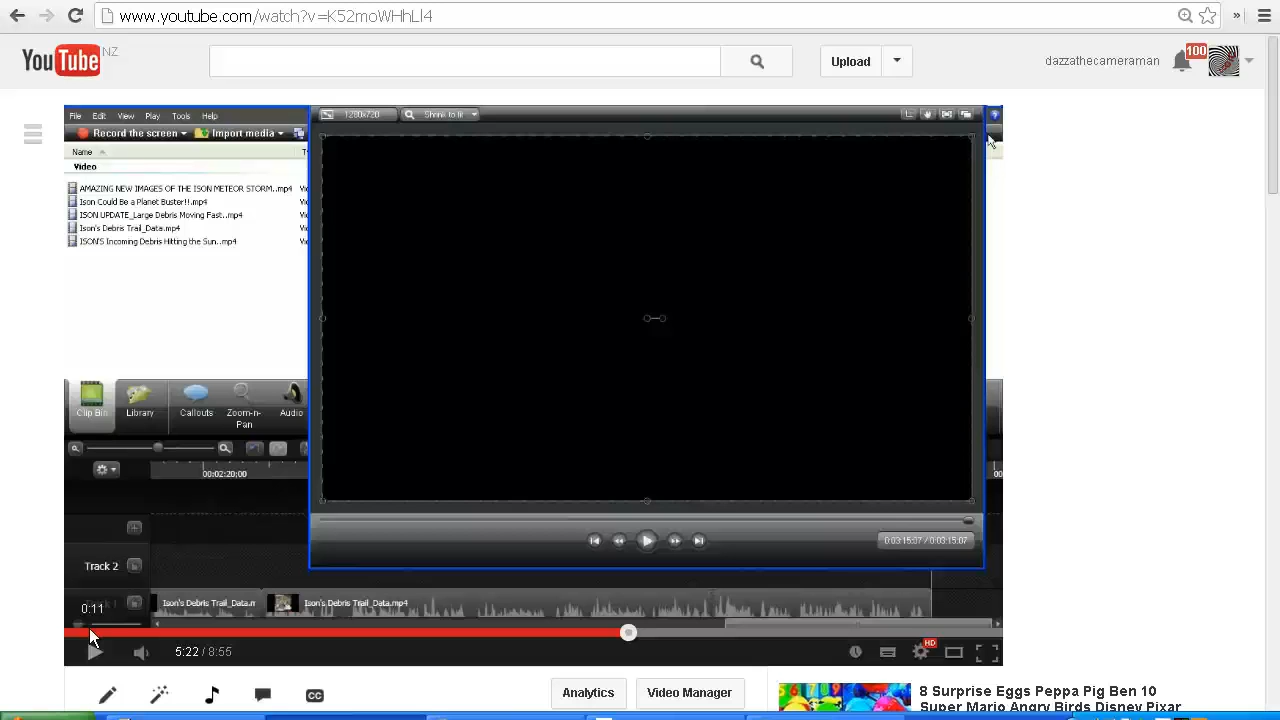 www.youtube.com/watch?v=K52moWHhLl4
YouTube NZ
Upload
dazzathecameraman
100
File Edit View Play Tools Help
1280x720
Shrink to fit
Record the screen
Import media
Name
Video
AMAZING NEW IMAGES OF THE ISON METEOR STORM..mp4
Ison Could Be a Planet Buster!!.mp4
ISON UPDATE_Large Debris Moving Fast..mp4
Ison's Debris Trail_Data.mp4
ISON'S Incoming Debris Hitting the Sun..mp4
Clip Bin
Library
Callouts
Zoom-n-Pan
Audio
00:02:20;00
0:03:15:07 / 0:03:15:07
Track 2
0:11
Ison's Debris Trail_Data.m
Ison's Debris Trail_Data.mp4
5:22 / 8:55
HD
CC
Analytics
Video Manager
8 Surprise Eggs Peppa Pig Ben 10
Super Mario Angry Birds Disney Pixar